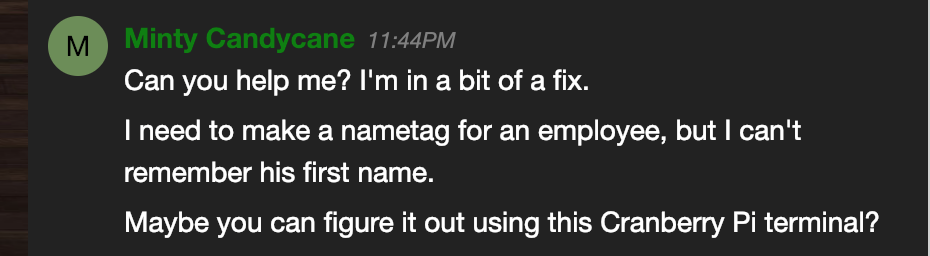 M
Minty Candycane 11:44PM
Can you help me? I'm in a bit of a fix.
I need to make a nametag for an employee, but I can't
remember his first name.
Maybe you can figure it out using this Cranberry Pi terminal?